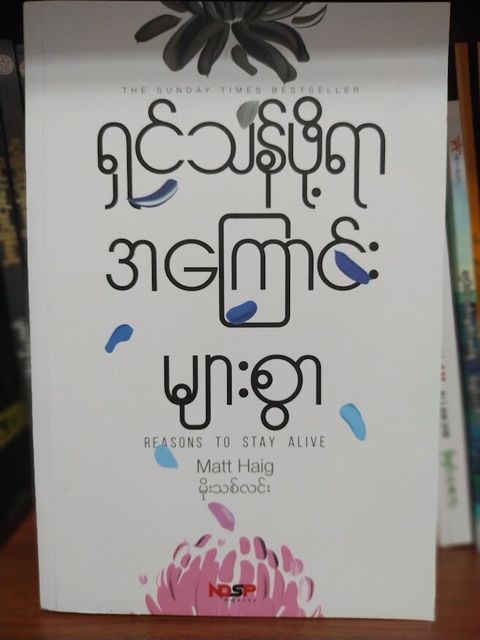 THE SUNDAY TIMES BESTSELLER
ရှင်သန်ဖို့ရာ
အကြောင်း
များစွာ
REASONS TO STAY ALIVE
Matt Haig
မိုးသစ်လင်း
NDSP